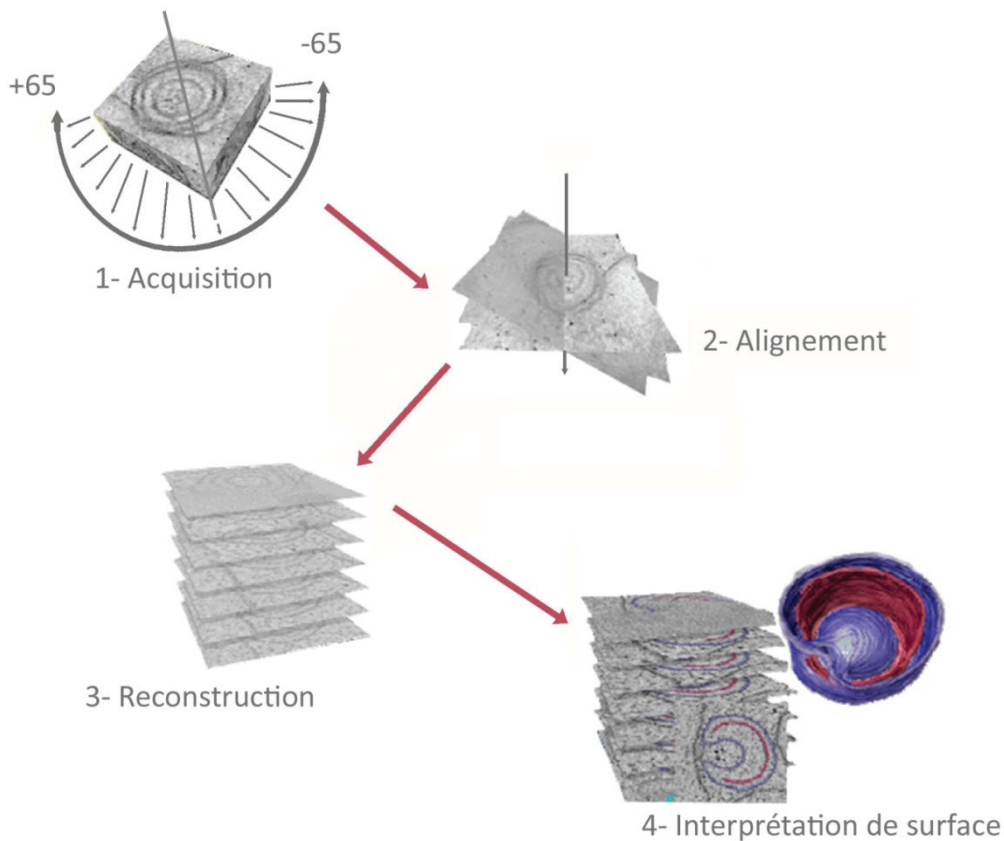 +65
-65
1- Acquisition
2- Alignement
3- Reconstruction
4- Interprétation de surface